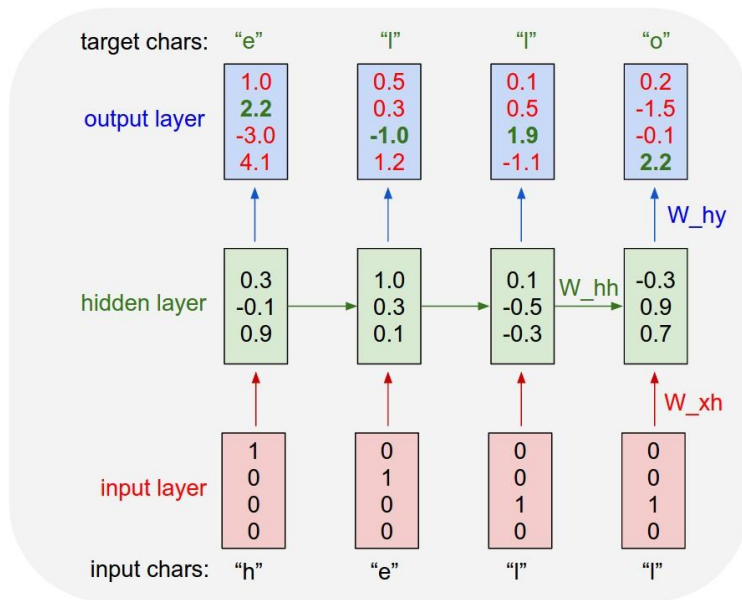 target chars: “e” “l” “l” “o”
1.0 0.5 0.1 0.2
2.2 0.3 0.5 -1.5
output layer -3.0 -1.0 1.9 -0.1
4.1 1.2 -1.1 2.2
W_hy
0.3 1.0 0.1 W_hh -0.3
hidden layer -0.1 0.3 -0.5 0.9
0.9 0.1 -0.3 0.7
W_xh
1 0 0 0
0 1 0 0
input layer 0 0 1 1
0 0 0 0
input chars: “h” “e” “l” “l”